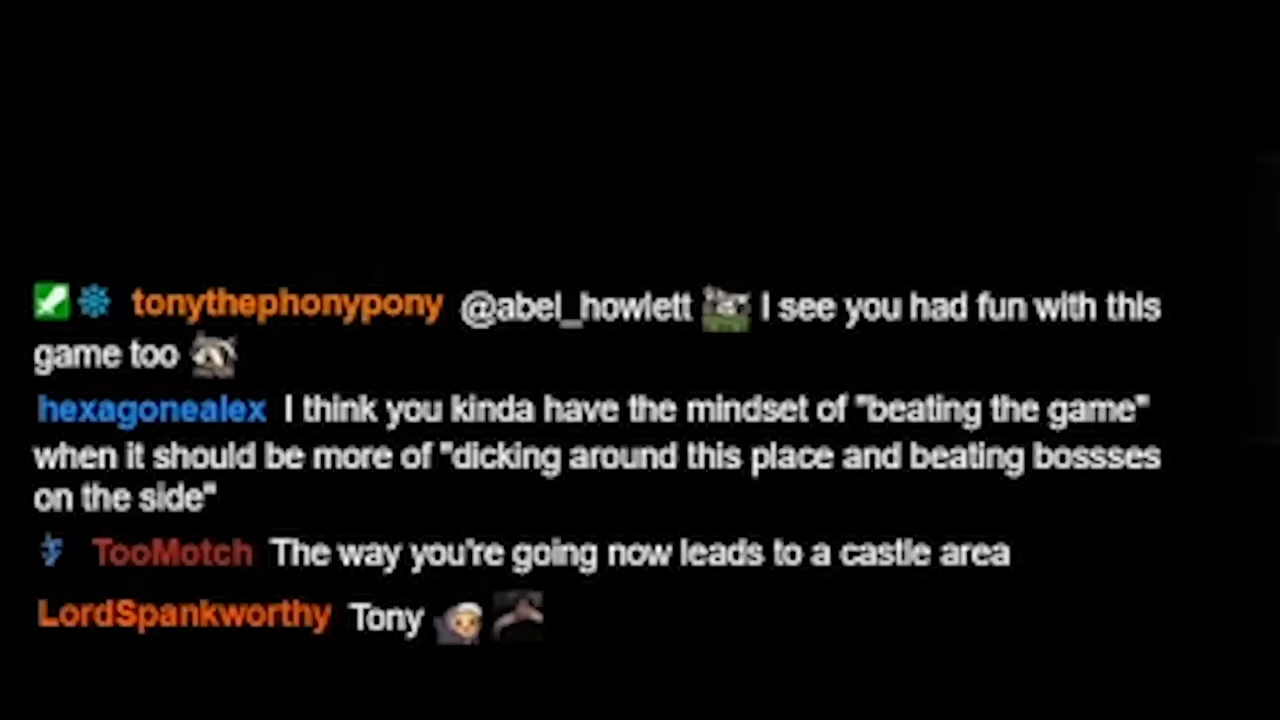 tonythephonypony @abel_howlett I see you had fun with this
game too
hexagonealex I think you kinda have the mindset of "beating the game"
when it should be more of "dicking around this place and beating bossses
on the side"
TooMotch The way you're going now leads to a castle area
LordSpankworthy Tony